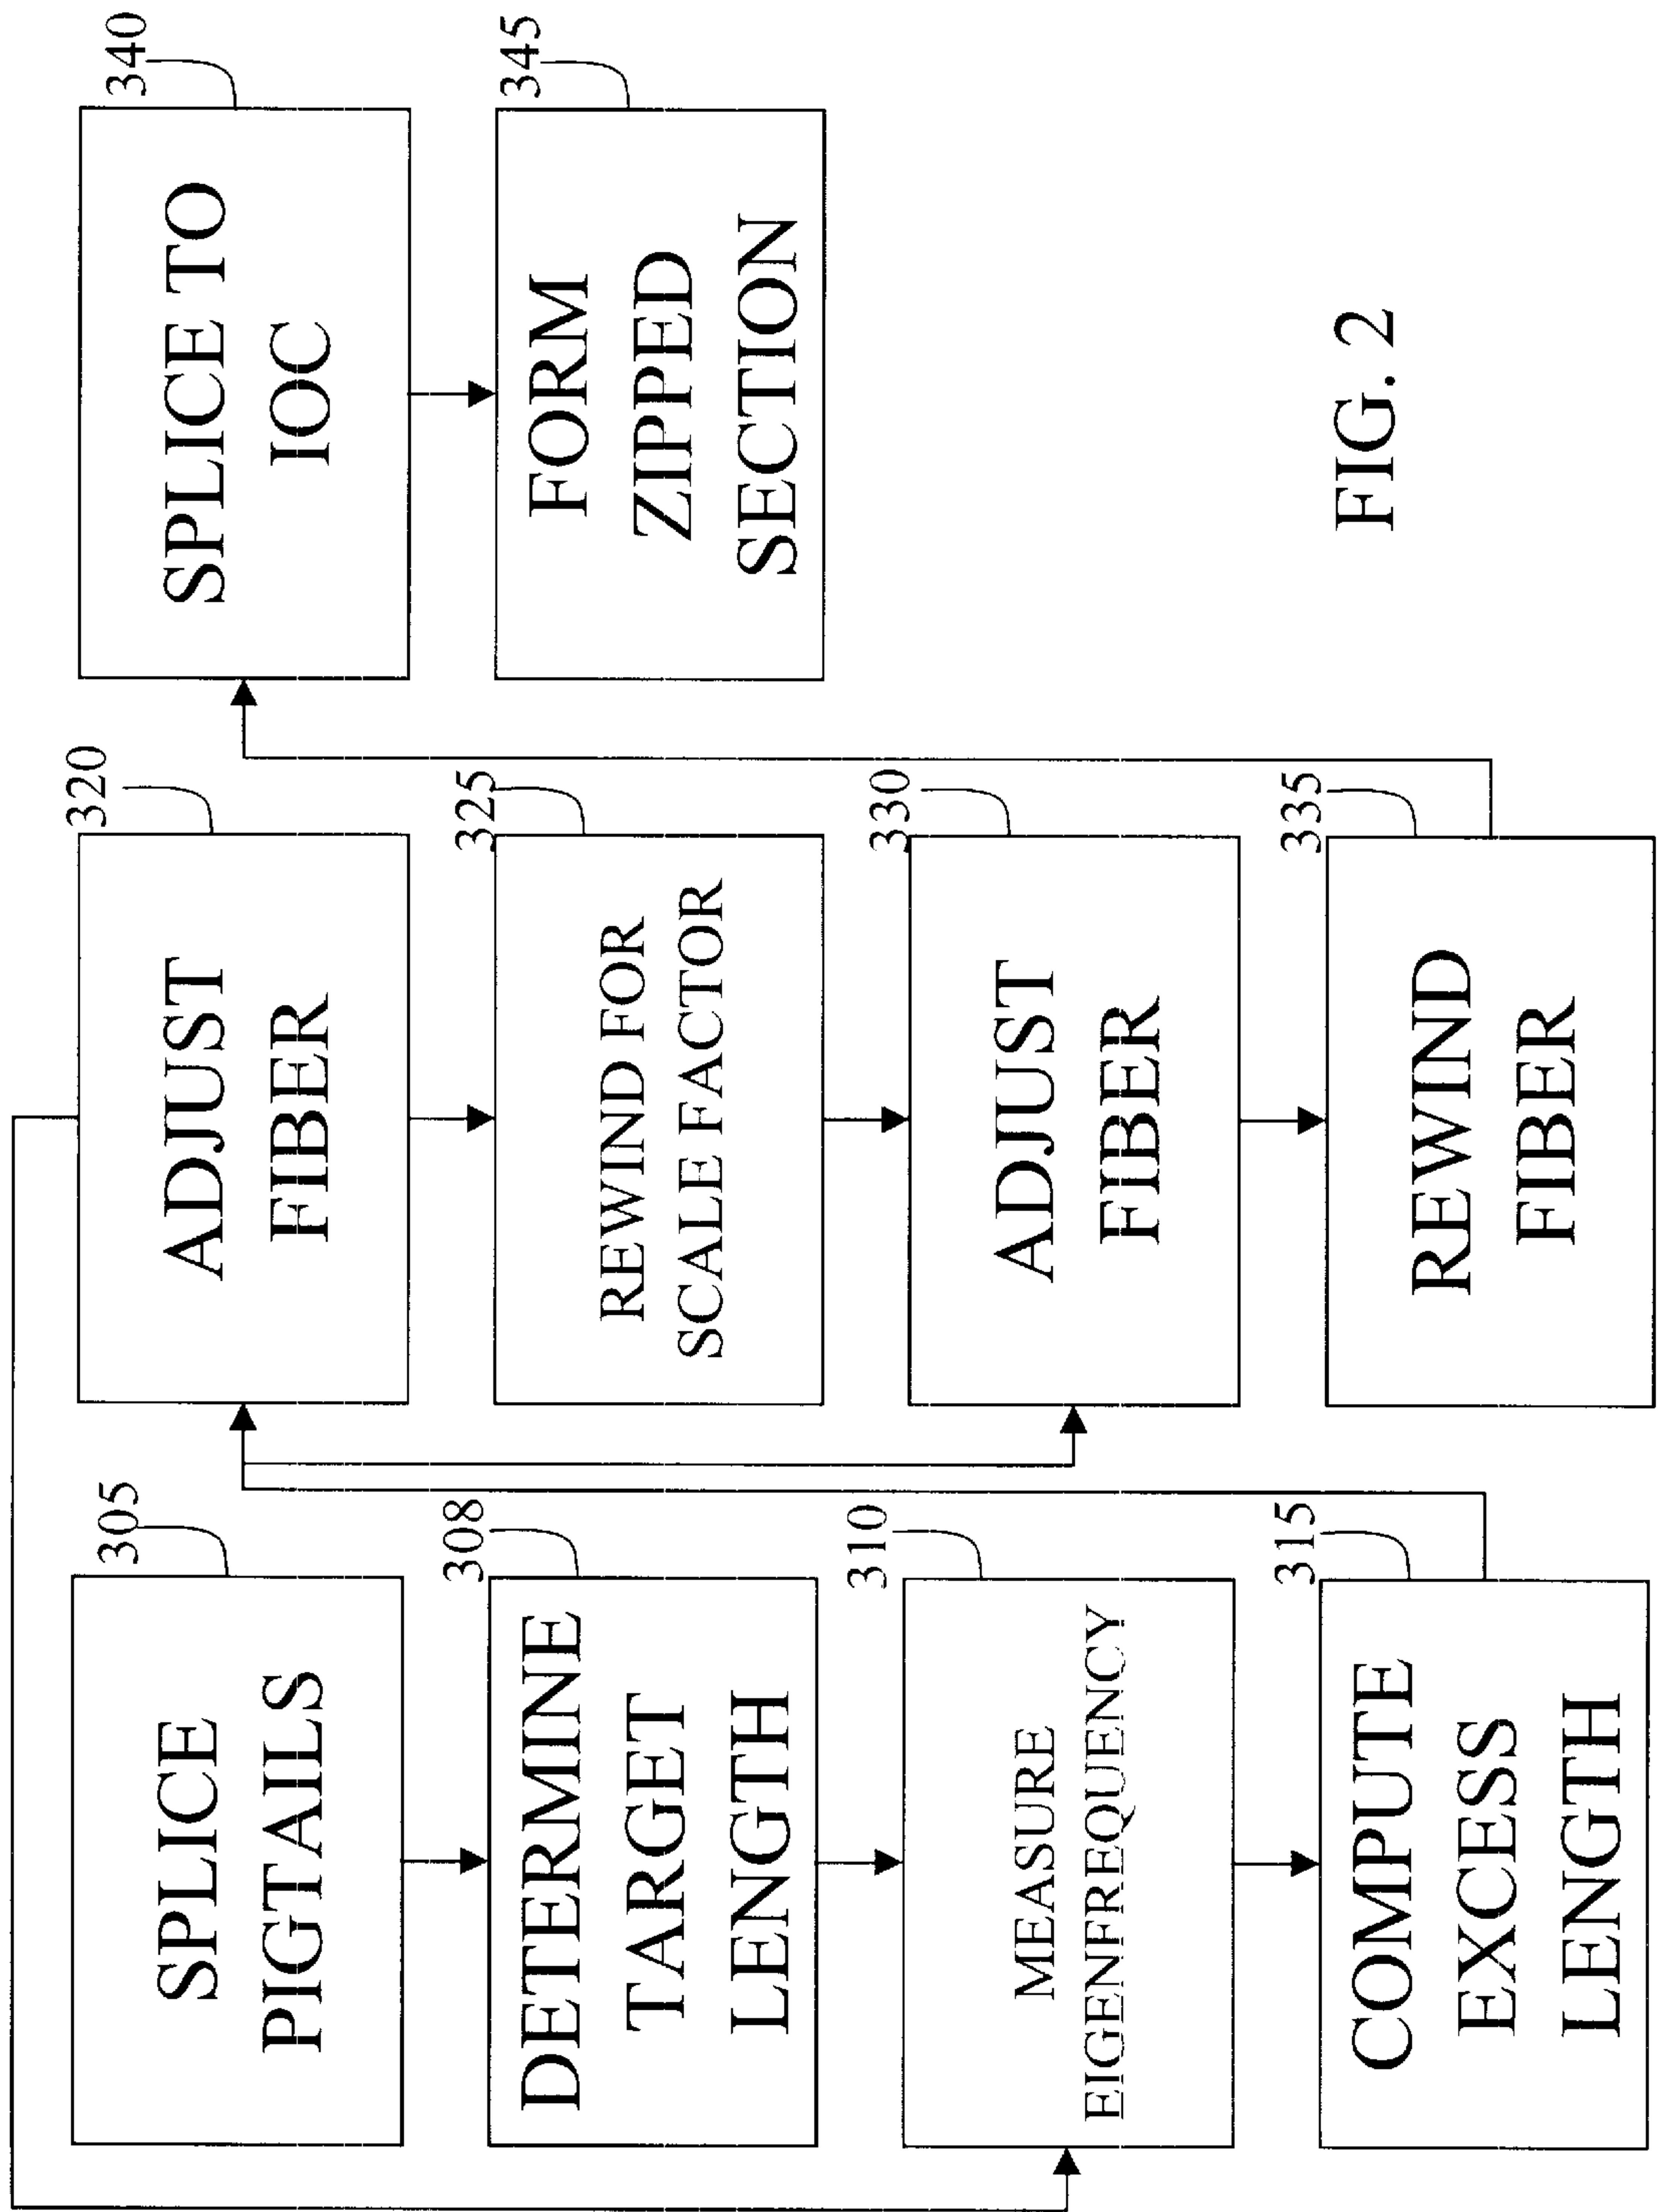 305
SPLICE
PIGTAILS
308
DETERMINE
TARGET
LENGTH
310
MEASURE
EIGENFREQUENCY
315
COMPUTE
EXCESS
LENGTH
320
ADJUST
FIBER
325
REWIND FOR
SCALE FACTOR
330
ADJUST
FIBER
335
REWIND
FIBER
340
SPLICE TO
IOC
345
FORM
ZIPPED
SECTION
FIG. 2